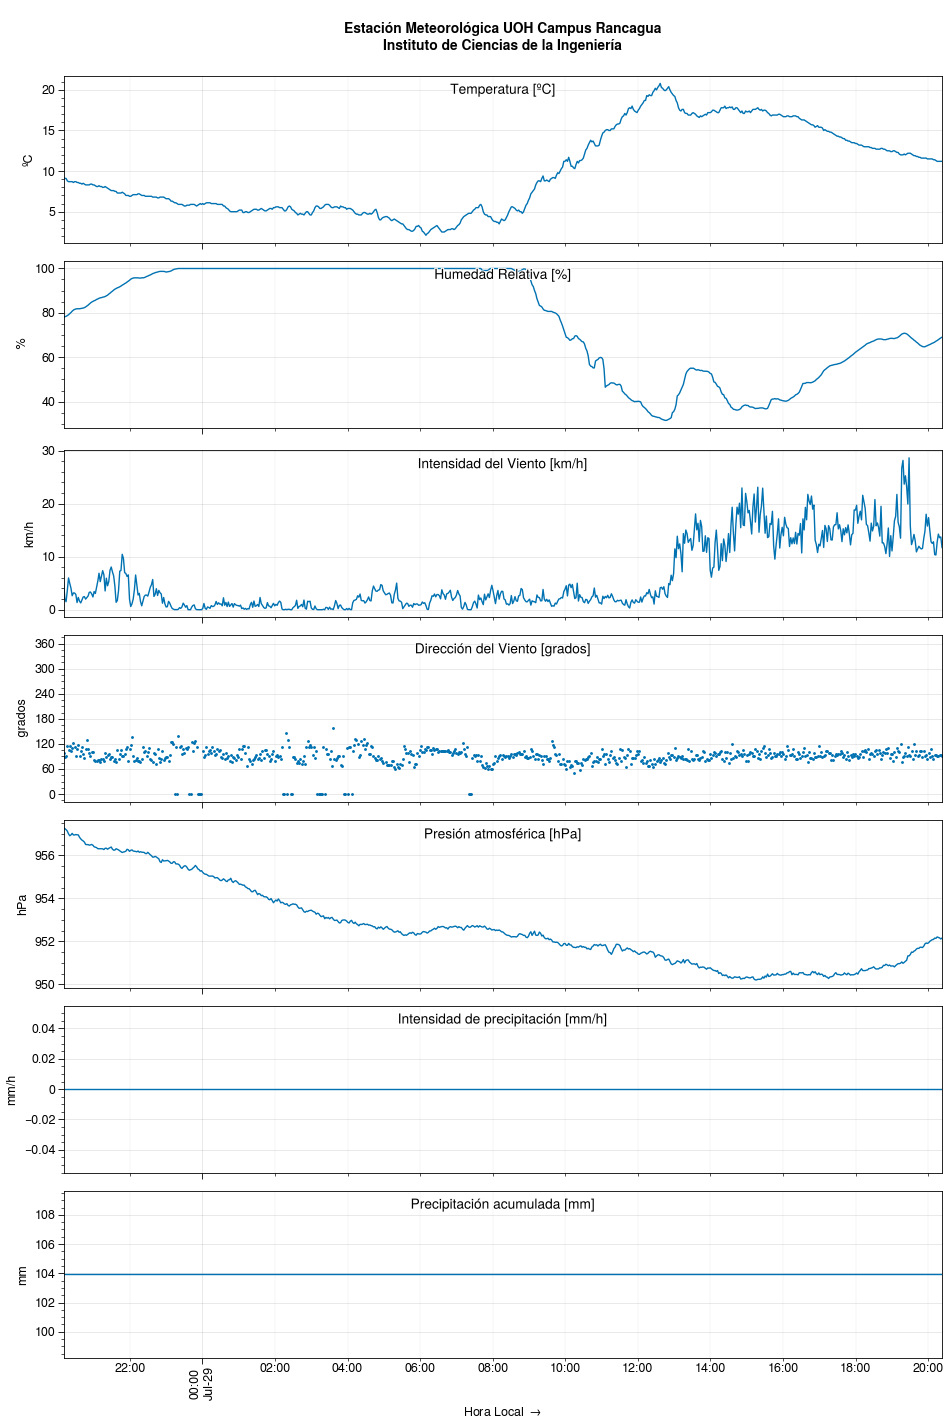 Estación Meteorológica UOH Campus Rancagua
Instituto de Ciencias de la Ingeniería
Temperatura [ºC]
ºC
20
15
10
5
Humedad Relativa [%]
%
100
80
60
40
Intensidad del Viento [km/h]
km/h
30
20
10
0
Dirección del Viento [grados]
grados
360
300
240
180
120
60
0
Presión atmosférica [hPa]
hPa
956
954
952
950
Intensidad de precipitación [mm/h]
mm/h
0.04
0.02
0
−0.02
−0.04
Precipitación acumulada [mm]
mm
108
106
104
102
100
22:00
00:00
Jul-29
02:00
04:00
06:00
08:00
10:00
12:00
14:00
16:00
18:00
20:00
Hora Local →